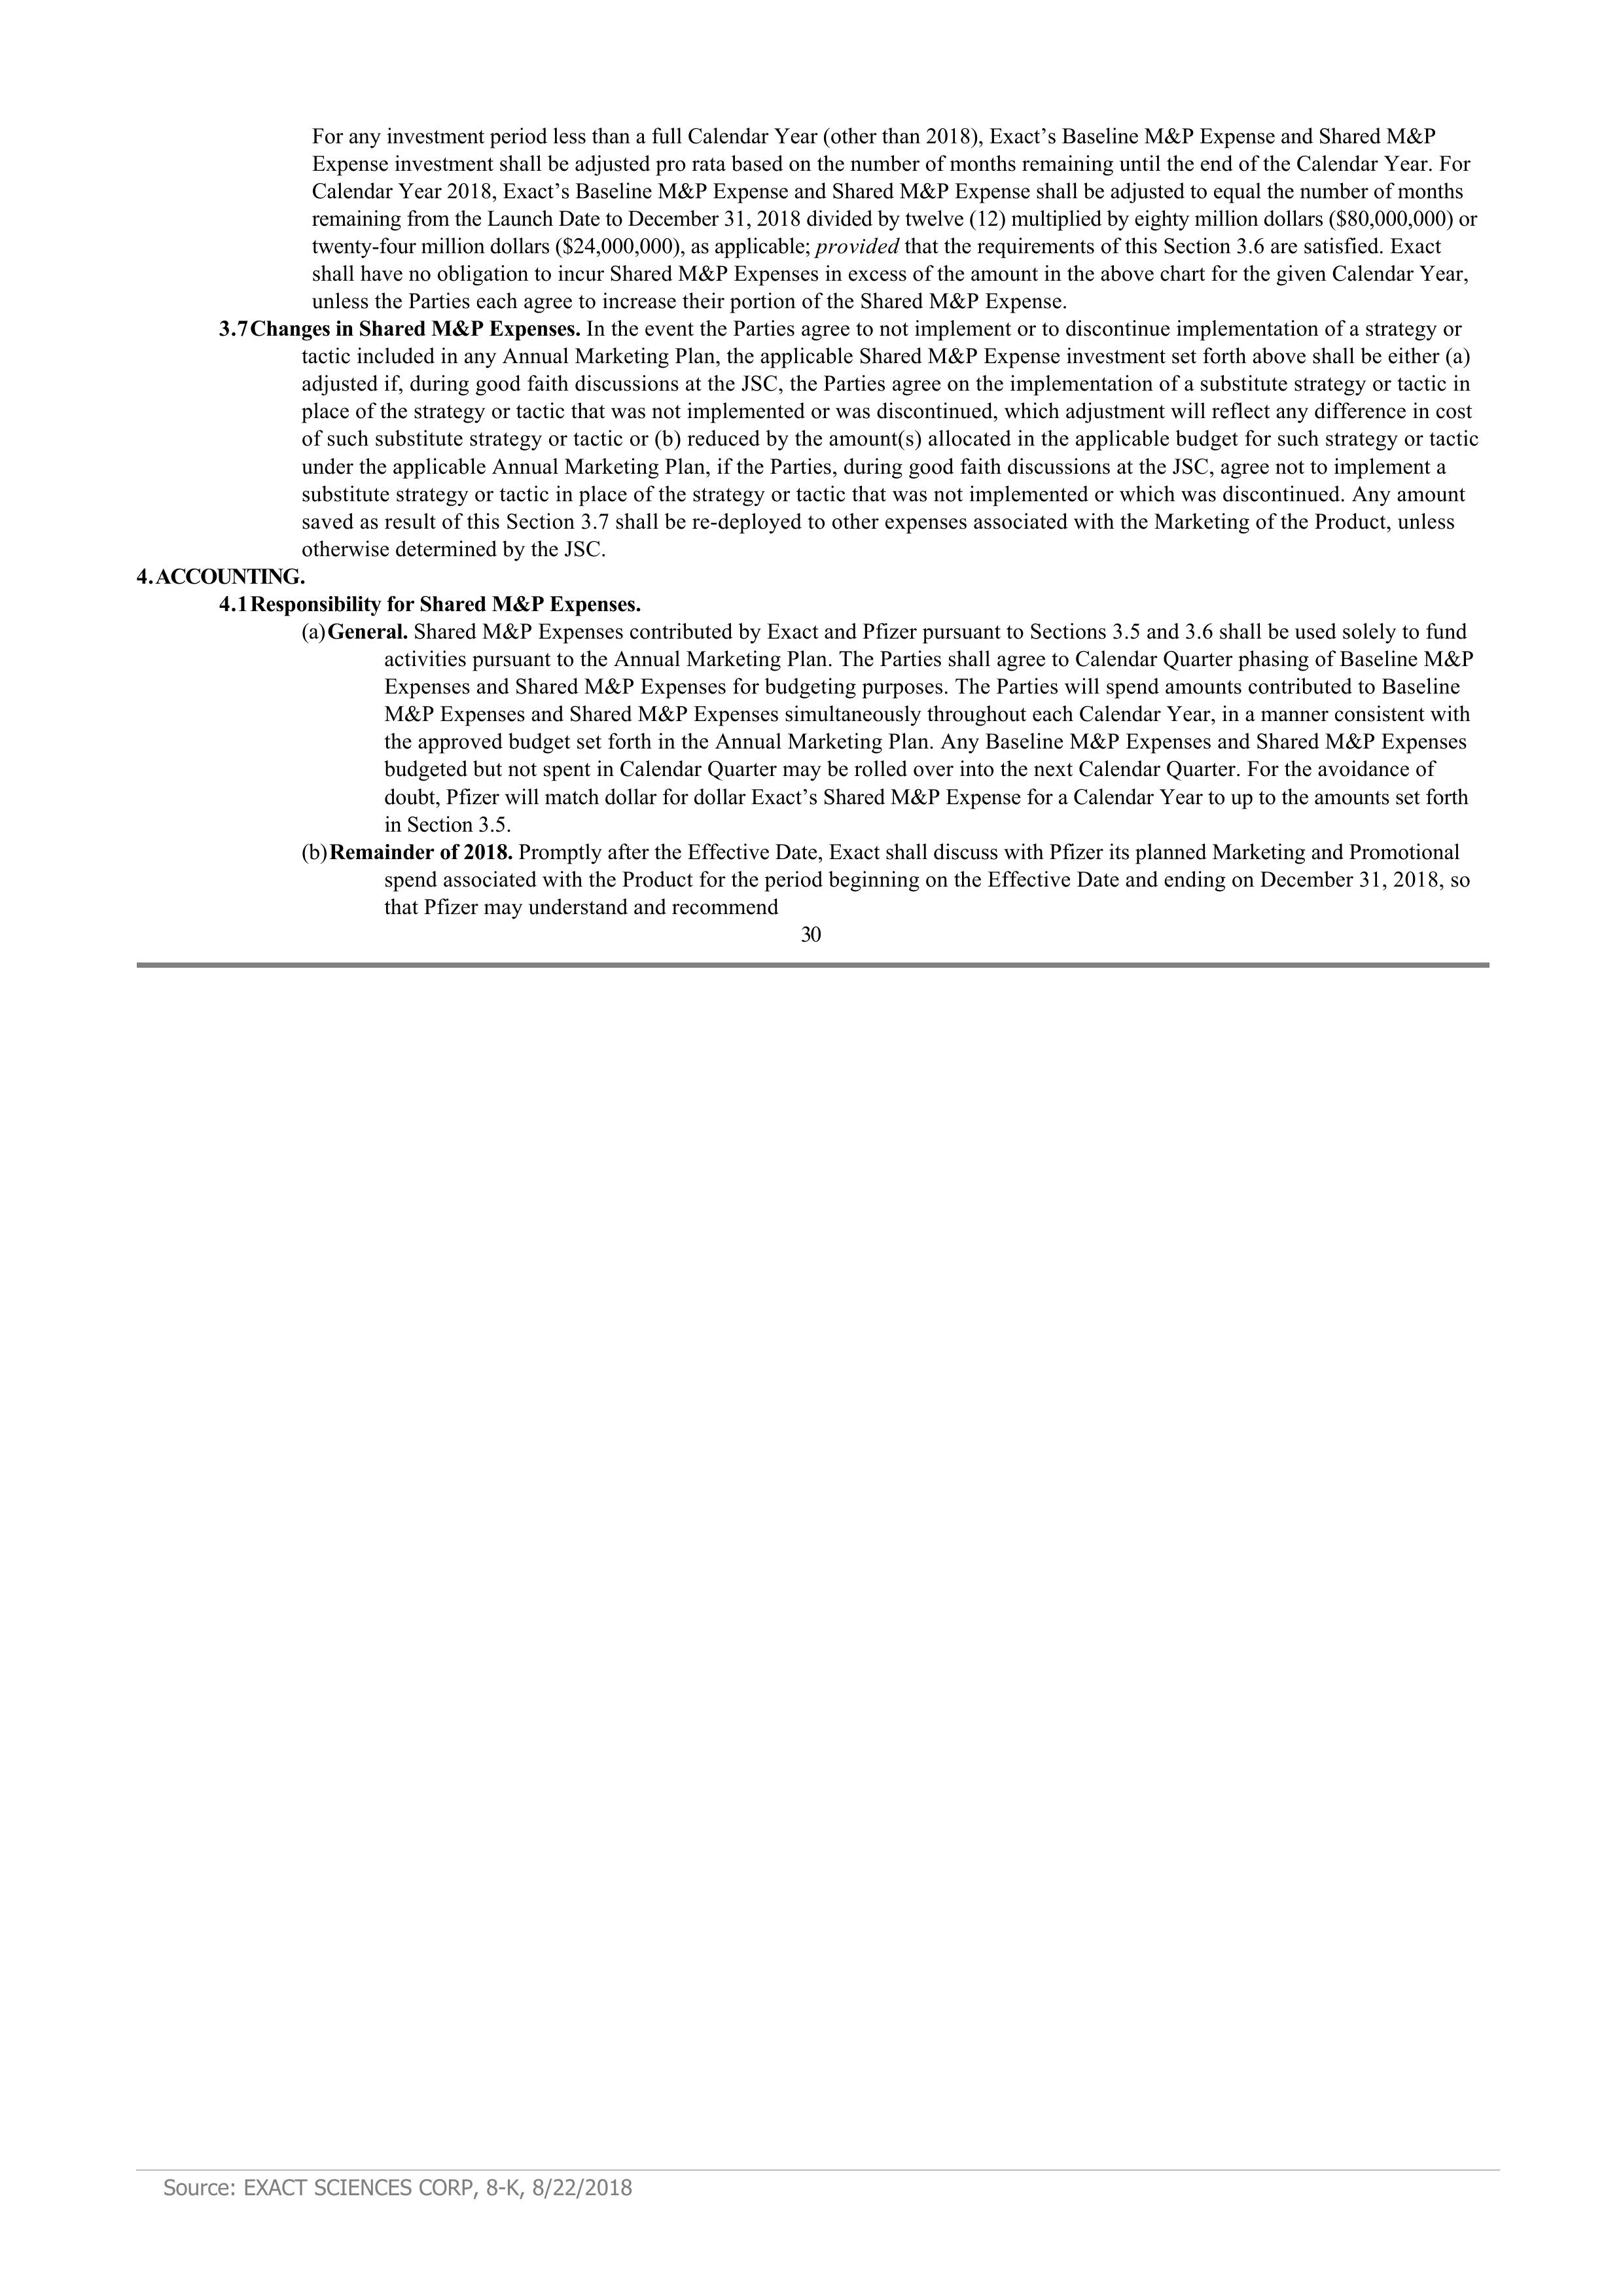 For any investment period less than a full Calendar Year (other than 2018), Exact’s Baseline M&P Expense and Shared M&P
Expense investment shall be adjusted pro rata based on the number of months remaining until the end of the Calendar Year. For
Calendar Year 2018, Exact’s Baseline M&P Expense and Shared M&P Expense shall be adjusted to equal the number of months
remaining from the Launch Date to December 31, 2018 divided by twelve (12) multiplied by eighty million dollars ($80,000,000) or
twenty-four million dollars ($24,000,000), as applicable; provided that the requirements of this Section 3.6 are satisfied. Exact
shall have no obligation to incur Shared M&P Expenses in excess of the amount in the above chart for the given Calendar Year,
unless the Parties each agree to increase their portion of the Shared M&P Expense.
3.7 Changes in Shared M&P Expenses. In the event the Parties agree to not implement or to discontinue implementation of a strategy or
tactic included in any Annual Marketing Plan, the applicable Shared M&P Expense investment set forth above shall be either (a)
adjusted if, during good faith discussions at the JSC, the Parties agree on the implementation of a substitute strategy or tactic in
place of the strategy or tactic that was not implemented or was discontinued, which adjustment will reflect any difference in cost
of such substitute strategy or tactic or (b) reduced by the amount(s) allocated in the applicable budget for such strategy or tactic
under the applicable Annual Marketing Plan, if the Parties, during good faith discussions at the JSC, agree not to implement a
substitute strategy or tactic in place of the strategy or tactic that was not implemented or which was discontinued. Any amount
saved as result of this Section 3.7 shall be re-deployed to other expenses associated with the Marketing of the Product, unless
otherwise determined by the JSC.
4. ACCOUNTING.
4.1 Responsibility for Shared M&P Expenses.
(a) General. Shared M&P Expenses contributed by Exact and Pfizer pursuant to Sections 3.5 and 3.6 shall be used solely to fund
activities pursuant to the Annual Marketing Plan. The Parties shall agree to Calendar Quarter phasing of Baseline M&P
Expenses and Shared M&P Expenses for budgeting purposes. The Parties will spend amounts contributed to Baseline
M&P Expenses and Shared M&P Expenses simultaneously throughout each Calendar Year, in a manner consistent with
the approved budget set forth in the Annual Marketing Plan. Any Baseline M&P Expenses and Shared M&P Expenses
budgeted but not spent in Calendar Quarter may be rolled over into the next Calendar Quarter. For the avoidance of
doubt, Pfizer will match dollar for dollar Exact’s Shared M&P Expense for a Calendar Year to up to the amounts set forth
in Section 3.5.
(b) Remainder of 2018. Promptly after the Effective Date, Exact shall discuss with Pfizer its planned Marketing and Promotional
spend associated with the Product for the period beginning on the Effective Date and ending on December 31, 2018, so
that Pfizer may understand and recommend
30
Source: EXACT SCIENCES CORP, 8-K, 8/22/2018